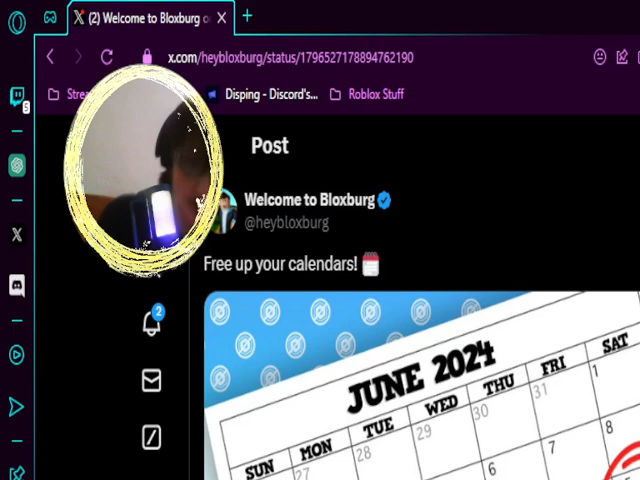 (2) Welcome to Bloxburg o
x.com/heybloxburg/status/1796527178894762190
Disping - Discord's...
Roblox Stuff
5
Post
Welcome to Bloxburg
@heybloxburg
Free up your calendars!
2
JUNE 2024
SUN MON TUE WED THU FRI SAT
27 28 29 30 31 1
6 7 8